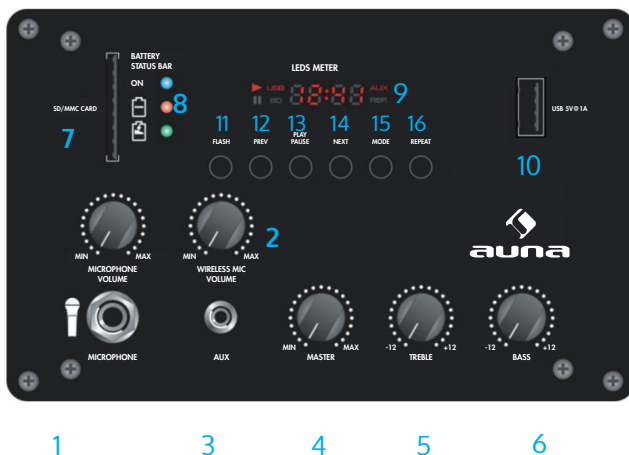 BATTERY
STATUS BAR
ON
SD/MMC CARD
7
8
LEDS METER
USB 12:41 AUX
SD REP.
9
11 12 13 14 15 16
FLASH PREV PLAY PAUSE NEXT MODE REPEAT
USB 5V@1A
10
auna
2
MIN MAX MIN MAX
MICROPHONE
VOLUME
WIRELESS MIC
VOLUME
MICROPHONE
AUX
MIN MAX
MASTER
-12 +12
TREBLE
-12 +12
BASS
1 3 4 5 6